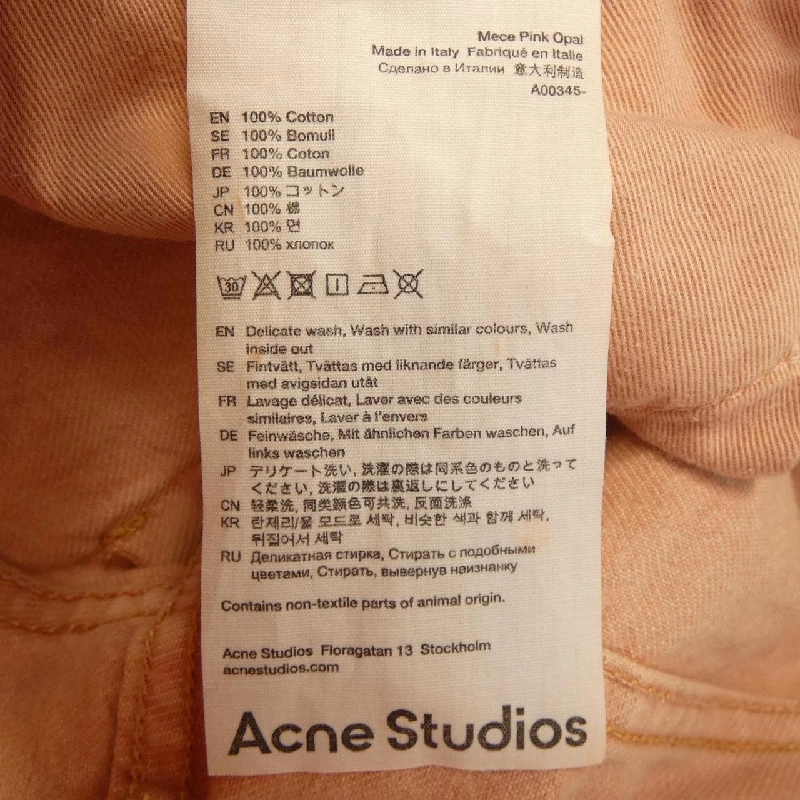 Mece Pink Opal
Made in Italy Fabriqué en Italie
Сделано в Италии 意大利制造
A00345-
EN 100% Cotton
SE 100% Bomull
FR 100% Coton
DE 100% Baumwolle
JP 100% コットン
CN 100% 棉
KR 100% 면
RU 100% хлопок
30
EN Delicate wash, Wash with similar colours, Wash
inside out
SE Fintvätt, Tvättas med liknande färger, Tvättas
med avigsidan utåt
FR Lavage délicat, Laver avec des couleurs
similaires, Laver à l'envers
DE Feinwäsche, Mit ähnlichen Farben waschen, Auf
links waschen
JP デリケート洗い, 洗濯の際は同系色のものと洗って
ください, 洗濯の際は裏返しにしてください
CN 轻柔洗, 同类颜色可共洗, 反面洗涤
KR 란제리/울 모드로 세탁, 비슷한 색과 함께 세탁,
뒤집어서 세탁
RU Деликатная стирка, Стирать с подобными
цветами, Стирать, вывернув наизнанку
Contains non-textile parts of animal origin.
Acne Studios Floragatan 13 Stockholm
acnestudios.com
Acne Studios